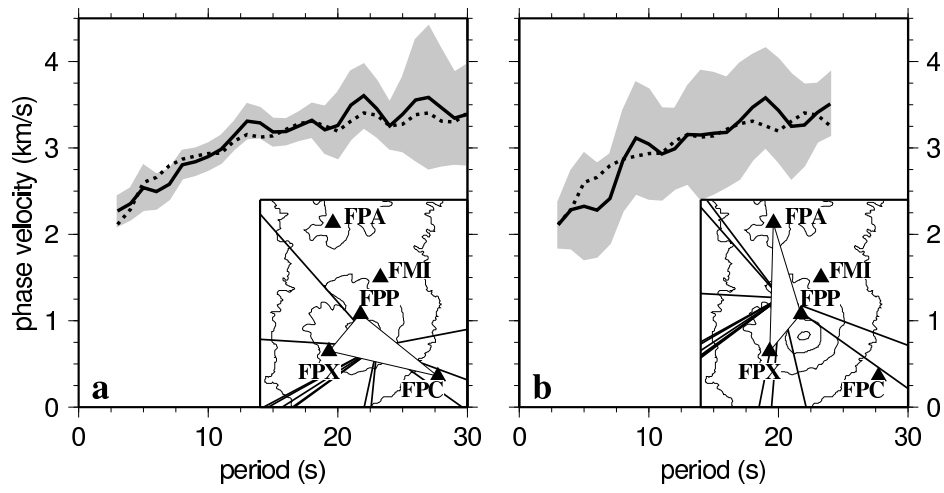 phase velocity (km/s)
4
3
2
1
0
FPA
FMI
FPP
FPX
FPC
a
0
10
20
30
period (s)
FPA
FMI
FPP
FPX
FPC
b
4
3
2
1
0
0
10
20
30
period (s)